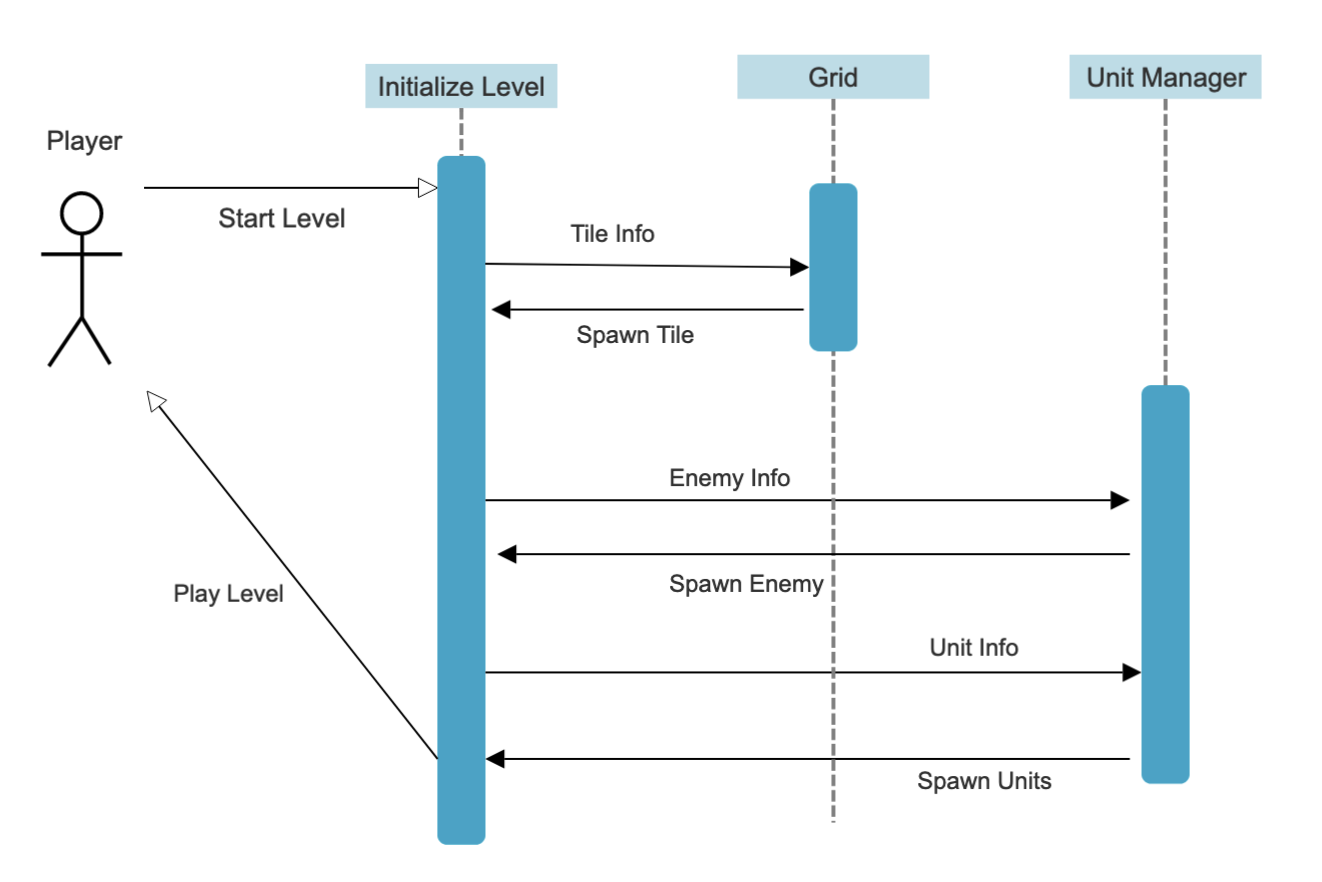 Initialize Level
Grid
Unit Manager
Player
Start Level
Tile Info
Spawn Tile
Enemy Info
Spawn Enemy
Play Level
Unit Info
Spawn Units